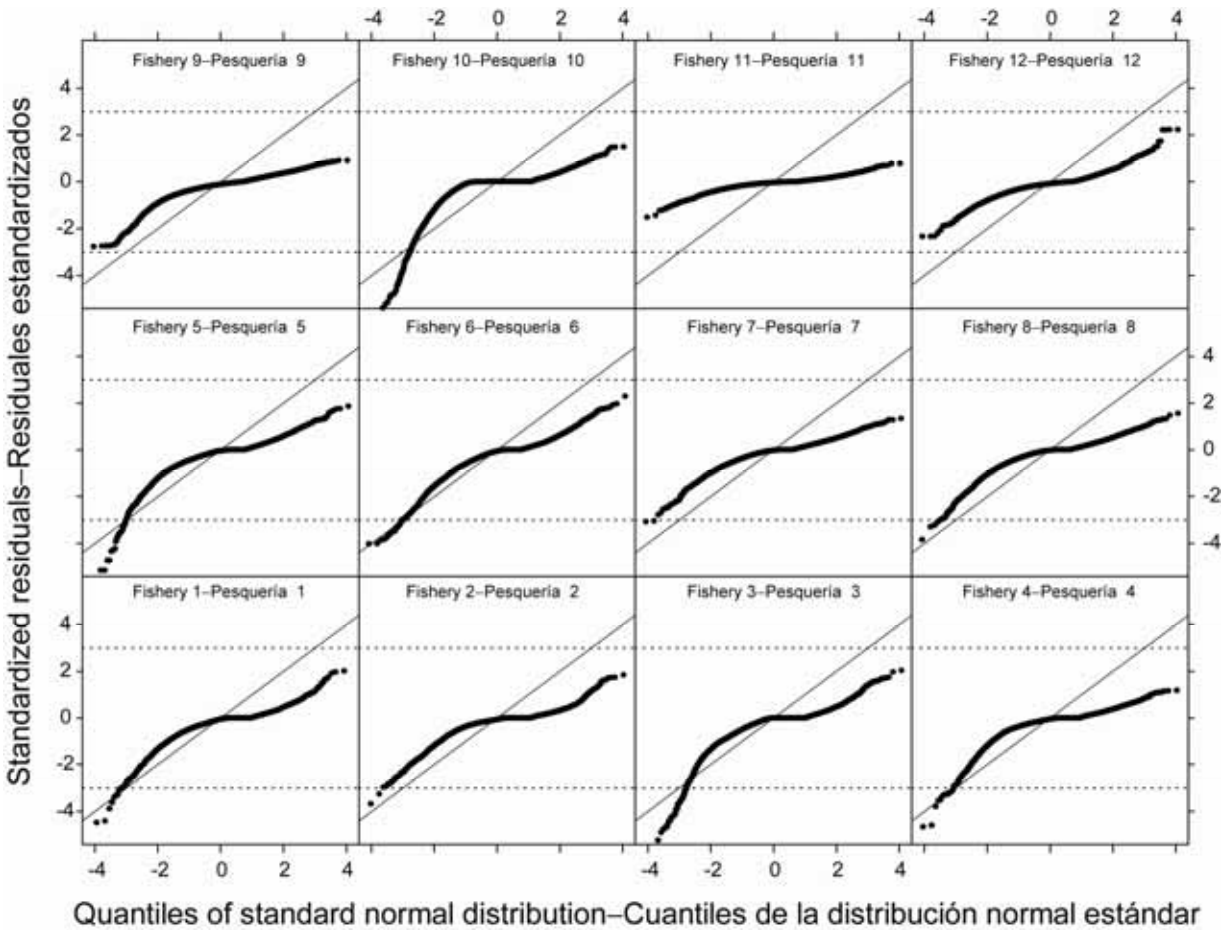 -4 -2 0 2 4 -4 -2 0 2 4
Fishery 9–Pesquería 9 Fishery 10–Pesquería 10 Fishery 11–Pesquería 11 Fishery 12–Pesquería 12
4
2
0
-2
-4
Fishery 5–Pesquería 5 Fishery 6–Pesquería 6 Fishery 7–Pesquería 7 Fishery 8–Pesquería 8
4
2
0
-2
-4
Fishery 1–Pesquería 1 Fishery 2–Pesquería 2 Fishery 3–Pesquería 3 Fishery 4–Pesquería 4
4
2
0
-2
-4
-4 -2 0 2 4 -4 -2 0 2 4
Standardized residuals–Residuales estandarizados
Quantiles of standard normal distribution–Cuantiles de la distribución normal estándar